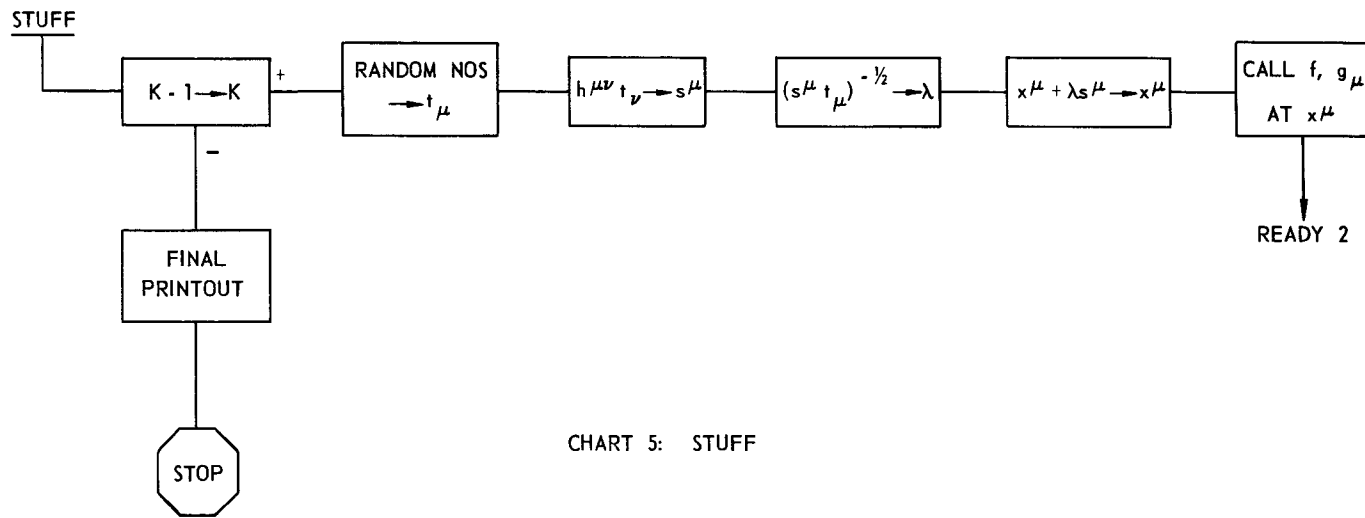 STUFF
K - 1 → K
+
−
RANDOM NOS
→ t_μ
h^{μν} t_ν → s^μ
(s^μ t_μ)^{- ½} → λ
x^μ + λs^μ → x^μ
CALL f, g_μ
AT x^μ
READY 2
FINAL
PRINTOUT
STOP
CHART 5: STUFF